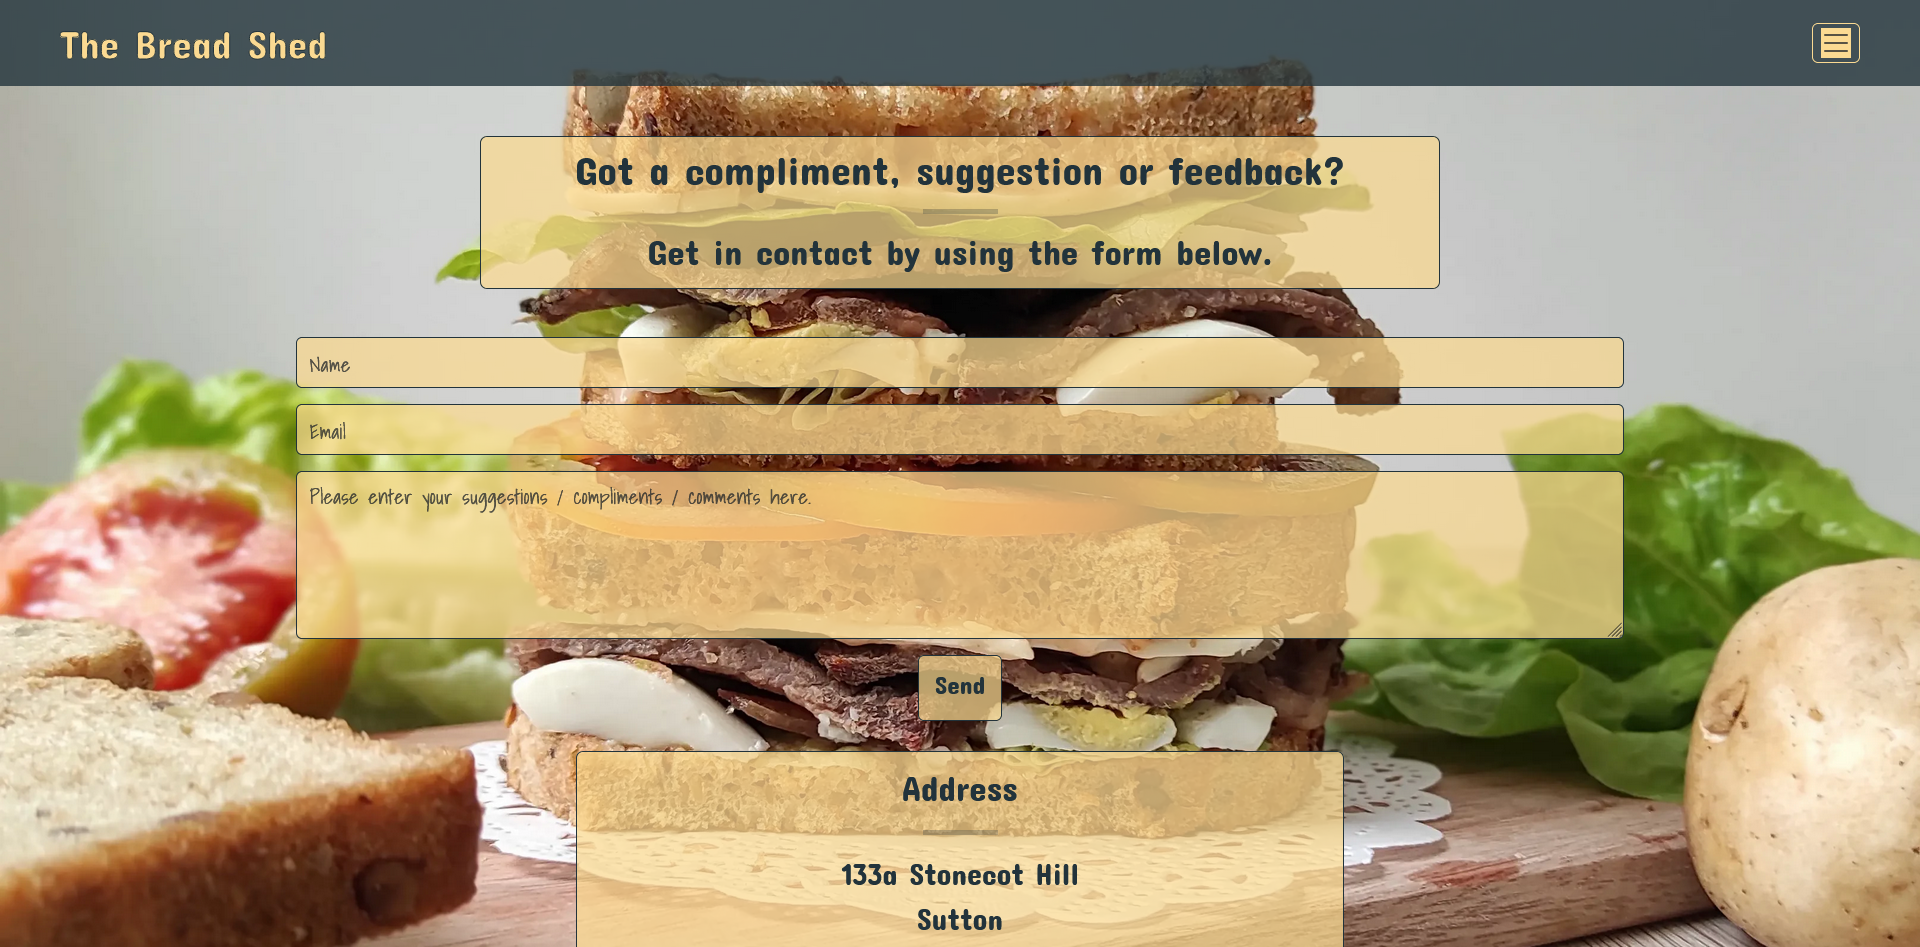 The Bread Shed
Got a compliment, suggestion or feedback?
Get in contact by using the form below.
Name
Email
Please enter your suggestions / compliments / comments here.
Send
Address
133a Stonecot Hill
Sutton